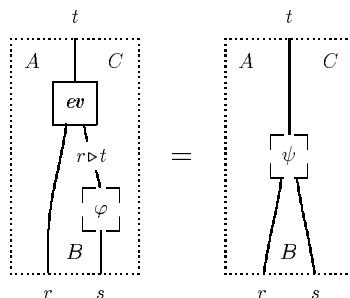 t t
A C A C
ev
r▹t = ψ
φ
B B
r s r s